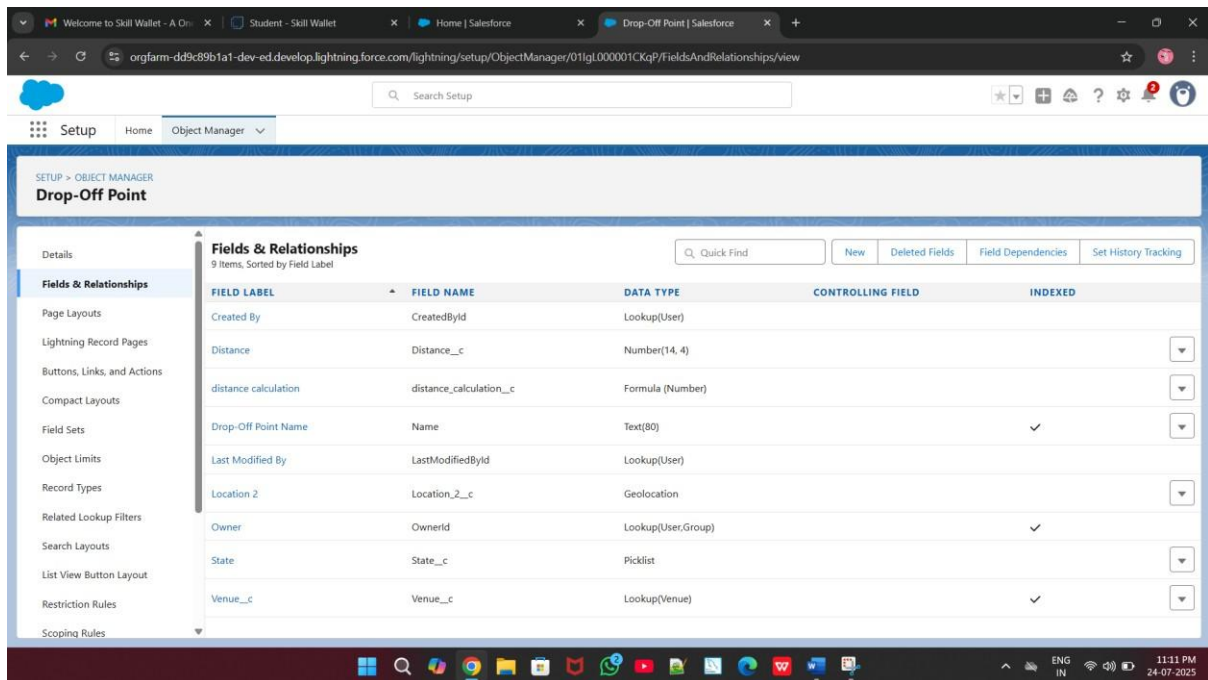 Welcome to Skill Wallet - A On
Student - Skill Wallet
Home | Salesforce
Drop-Off Point | Salesforce
orgfarm-dd9c89b1a1-dev-ed.develop.lightning.force.com/lightning/setup/ObjectManager/01IgL000001CKqP/FieldsAndRelationships/view
Search Setup
2
Setup Home Object Manager
SETUP > OBJECT MANAGER
Drop-Off Point
Details
Fields & Relationships
Page Layouts
Lightning Record Pages
Buttons, Links, and Actions
Compact Layouts
Field Sets
Object Limits
Record Types
Related Lookup Filters
Search Layouts
List View Button Layout
Restriction Rules
Scoping Rules
Fields & Relationships
9 Items, Sorted by Field Label
Quick Find
New Deleted Fields Field Dependencies Set History Tracking
FIELD LABEL FIELD NAME DATA TYPE CONTROLLING FIELD INDEXED
Created By CreatedById Lookup(User)
Distance Distance__c Number(14, 4)
distance calculation distance_calculation__c Formula (Number)
Drop-Off Point Name Name Text(80)
Last Modified By LastModifiedById Lookup(User)
Location 2 Location_2__c Geolocation
Owner OwnerId Lookup(User,Group)
State State__c Picklist
Venue__c Venue__c Lookup(Venue)
ENG
IN
11:11 PM
24-07-2025